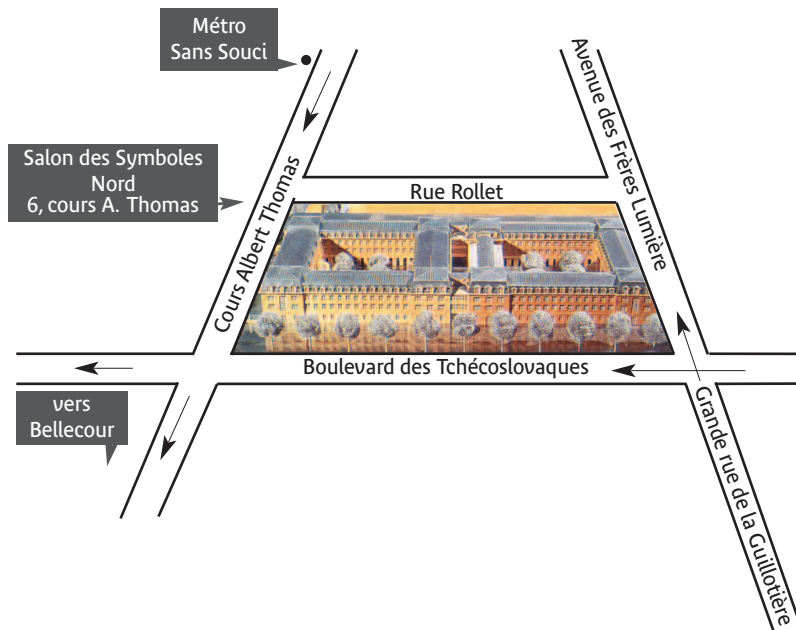 Métro
Sans Souci
Avenue des Frères Lumière
Salon des Symboles
Nord
6, cours A. Thomas
Cours Albert Thomas
Rue Rollet
Boulevard des Tchécoslovaques
vers
Bellecour
Grande rue de la Guillotière